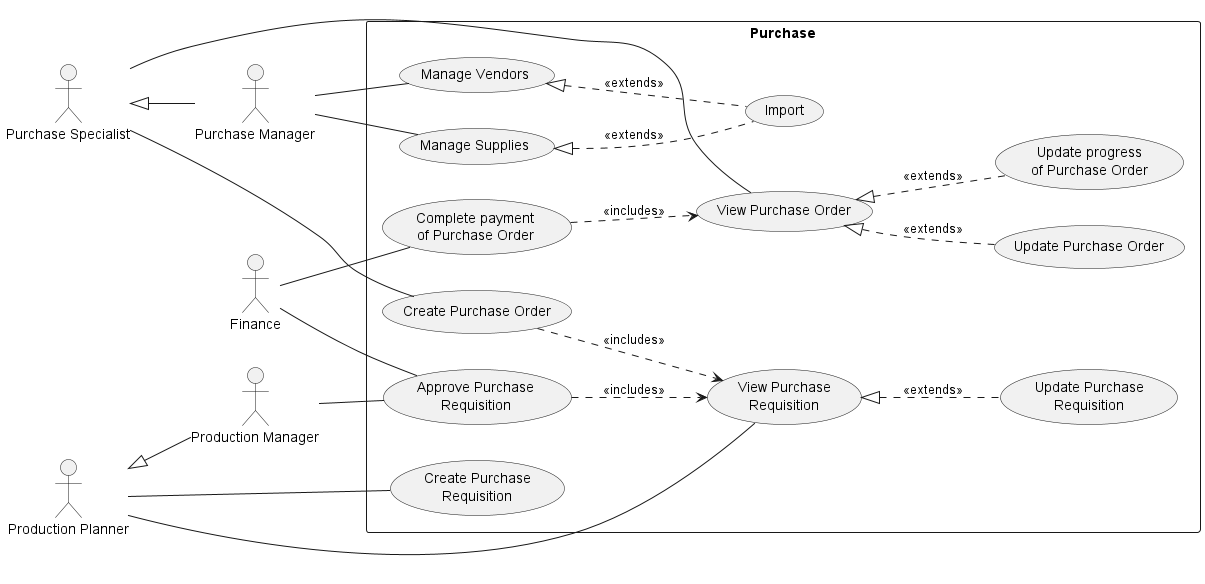 Purchase
Manage Vendors
«extends»
Import
Purchase Specialist
Purchase Manager
Manage Supplies
«extends»
Update progress
of Purchase Order
«extends»
View Purchase Order
Complete payment
of Purchase Order
«includes»
«extends»
Update Purchase Order
Finance
Create Purchase Order
«includes»
Approve Purchase
Requisition
«includes»
View Purchase
Requisition
«extends»
Update Purchase
Requisition
Production Manager
Create Purchase
Requisition
Production Planner